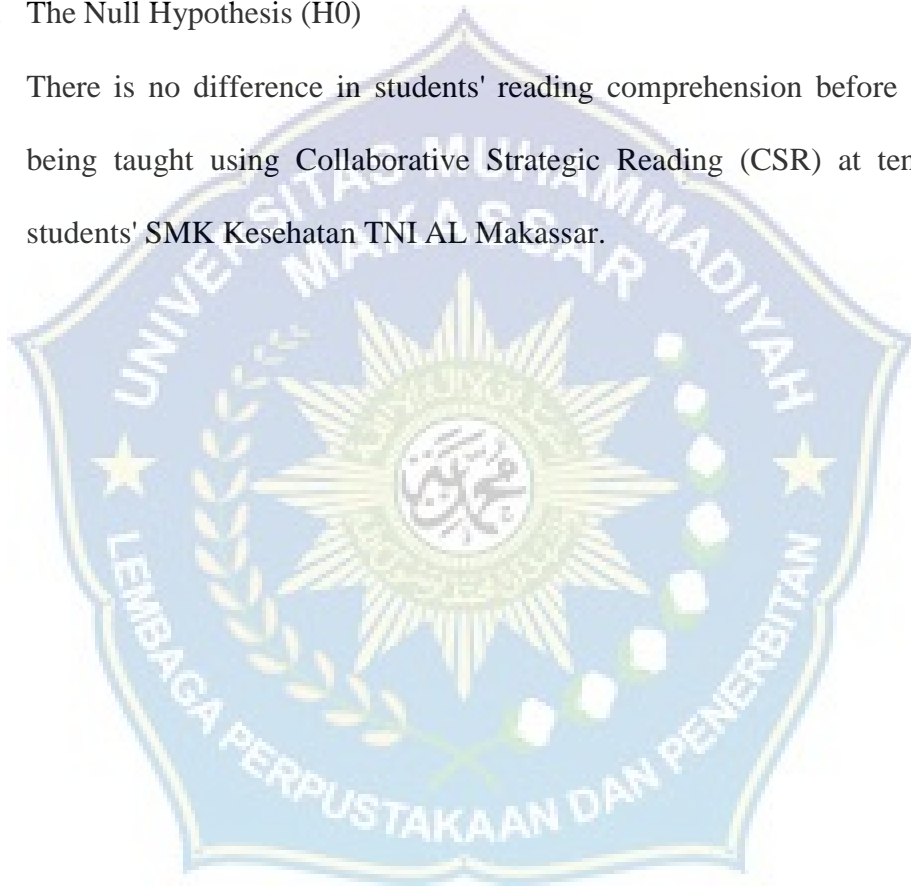 The Null Hypothesis (H0)
There is no difference in students' reading comprehension before
being taught using Collaborative Strategic Reading (CSR) at ten
students' SMK Kesehatan TNI AL Makassar.
UNIVERSITAS MUHAMMADIYAH
MAKASSAR
LEMBAGA PERPUSTAKAAN DAN PENERBITAN